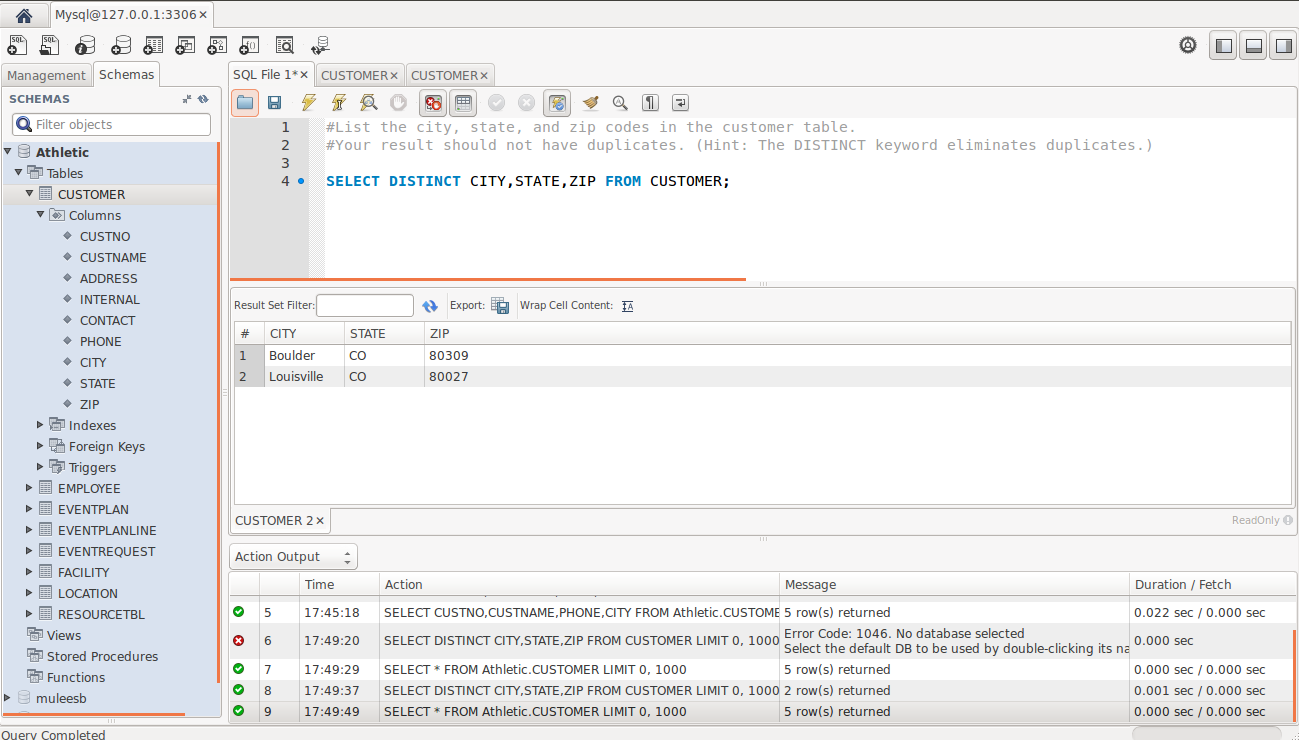 Mysql@127.0.0.1:3306
SQL SQL
Management Schemas
SCHEMAS
Filter objects
Athletic
Tables
CUSTOMER
Columns
CUSTNO
CUSTNAME
ADDRESS
INTERNAL
CONTACT
PHONE
CITY
STATE
ZIP
Indexes
Foreign Keys
Triggers
EMPLOYEE
EVENTPLAN
EVENTPLANLINE
EVENTREQUEST
FACILITY
LOCATION
RESOURCETBL
Views
Stored Procedures
Functions
muleesb
SQL File 1* CUSTOMER CUSTOMER
1 #List the city, state, and zip codes in the customer table.
2 #Your result should not have duplicates. (Hint: The DISTINCT keyword eliminates duplicates.)
3
4 SELECT DISTINCT CITY,STATE,ZIP FROM CUSTOMER;
Result Set Filter: Export: Wrap Cell Content:
# CITY STATE ZIP
1 Boulder CO 80309
2 Louisville CO 80027
CUSTOMER 2 ReadOnly
Action Output
Time Action Message Duration / Fetch
5 17:45:18 SELECT CUSTNO,CUSTNAME,PHONE,CITY FROM Athletic.CUSTOME 5 row(s) returned 0.022 sec / 0.000 sec
6 17:49:20 SELECT DISTINCT CITY,STATE,ZIP FROM CUSTOMER LIMIT 0, 1000 Error Code: 1046. No database selected 0.000 sec
Select the default DB to be used by double-clicking its na
7 17:49:29 SELECT * FROM Athletic.CUSTOMER LIMIT 0, 1000 5 row(s) returned 0.000 sec / 0.000 sec
8 17:49:37 SELECT DISTINCT CITY,STATE,ZIP FROM CUSTOMER LIMIT 0, 1000 2 row(s) returned 0.001 sec / 0.000 sec
9 17:49:49 SELECT * FROM Athletic.CUSTOMER LIMIT 0, 1000 5 row(s) returned 0.000 sec / 0.000 sec
Query Completed